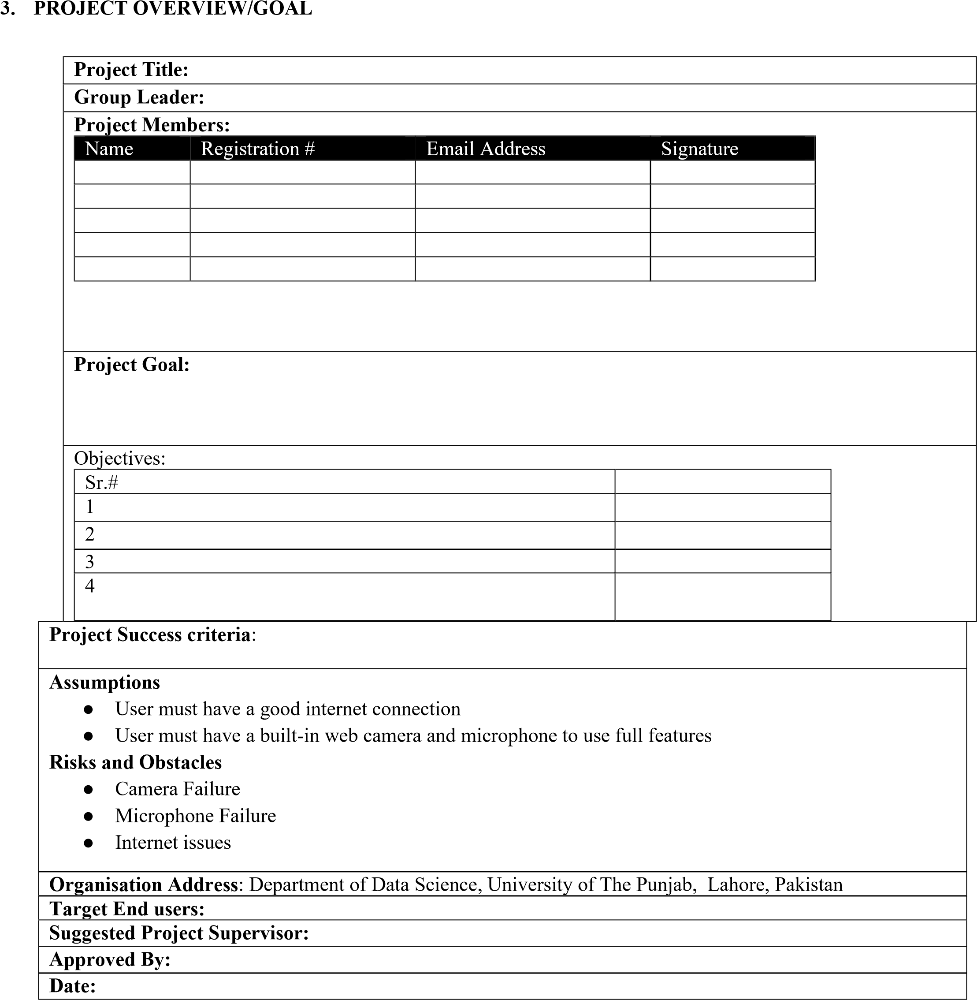 3. PROJECT OVERVIEW/GOAL
Project Title:
Group Leader:
Project Members:
Name Registration # Email Address Signature
Project Goal:
Objectives:
Sr.#
1
2
3
4
Project Success criteria:
Assumptions
● User must have a good internet connection
● User must have a built-in web camera and microphone to use full features
Risks and Obstacles
● Camera Failure
● Microphone Failure
● Internet issues
Organisation Address: Department of Data Science, University of The Punjab, Lahore, Pakistan
Target End users:
Suggested Project Supervisor:
Approved By:
Date: